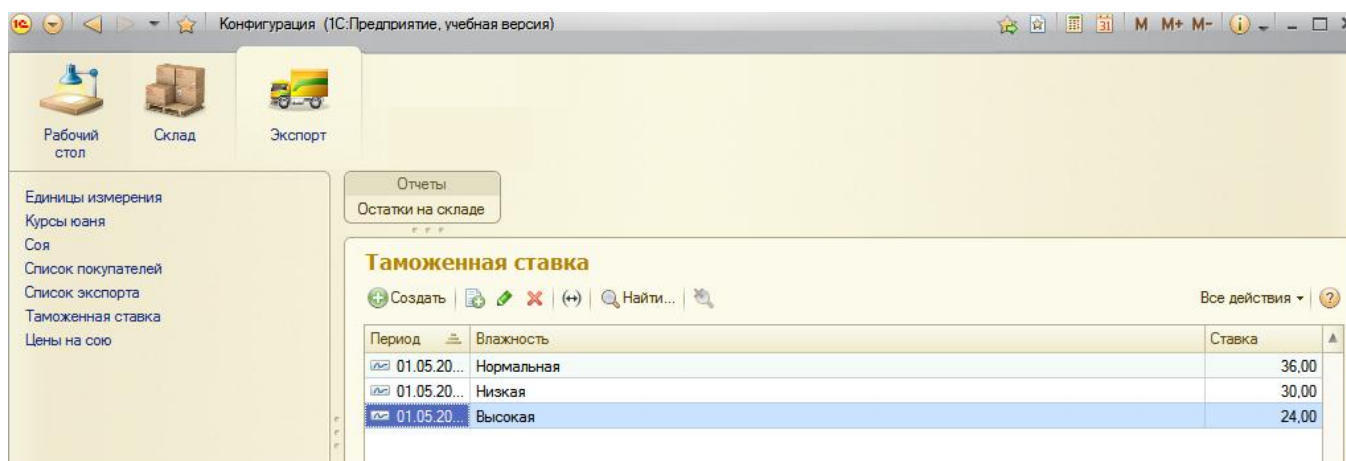 Конфигурация (1С:Предприятие, учебная версия)
M M+ M-
Рабочий стол
Склад
Экспорт
Единицы измерения
Курсы юаня
Соя
Список покупателей
Список экспорта
Таможенная ставка
Цены на сою
Отчеты
Остатки на складе
Таможенная ставка
Создать Найти... Все действия
Период Влажность Ставка
01.05.20... Нормальная 36,00
01.05.20... Низкая 30,00
01.05.20... Высокая 24,00